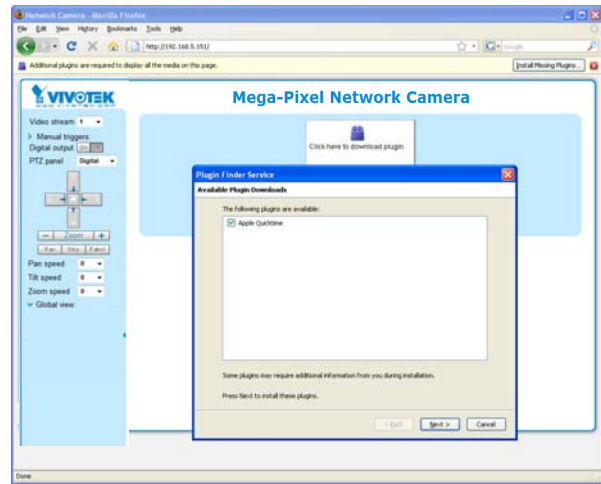 Network Camera - Mozilla Firefox
File Edit View History Bookmarks Tools Help
http://192.168.5.151/
Google
Additional plugins are required to display all the media on this page.
Install Missing Plugins...
VIVOTEK
Mega-Pixel Network Camera
Video stream 1
Manual triggers:
Digital output On Off
Click here to download plugin.
PTZ panel Digital
Plugin Finder Service
Available Plugin Downloads
The following plugins are available:
Apple Quicktime
- Zoom +
Pan Stop Patrol
Pan speed 0
Tilt speed 0
Zoom speed 0
Global view:
Some plugins may require additional information from you during installation.
Press Next to install these plugins.
< Back Next > Cancel
Done